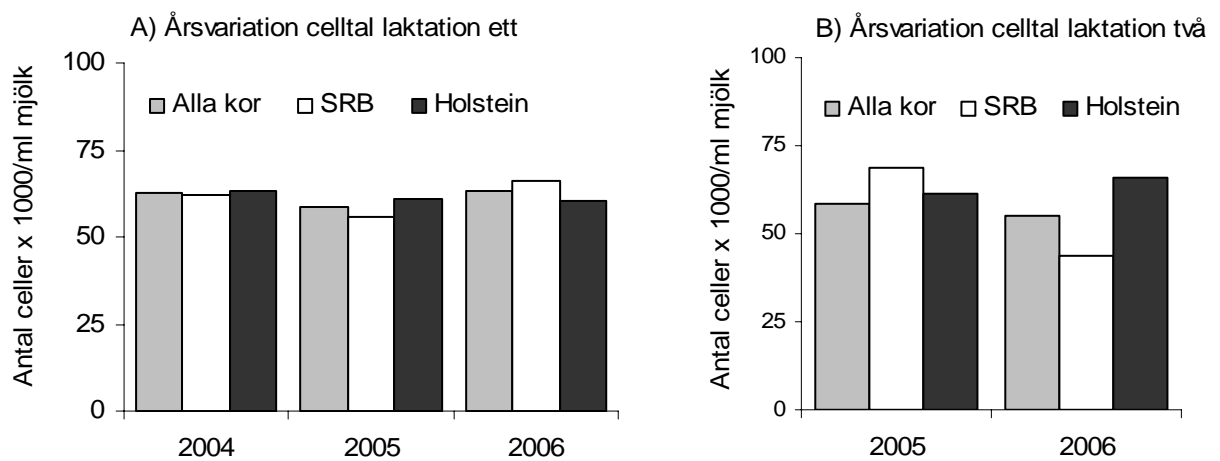 A) Årsvariation celltal laktation ett
Antal celler x 1000/ml mjölk
100
75
50
25
0
Alla kor SRB Holstein
2004 2005 2006
B) Årsvariation celltal laktation två
Antal celler x 1000/ml mjölk
100
75
50
25
0
Alla kor SRB Holstein
2005 2006